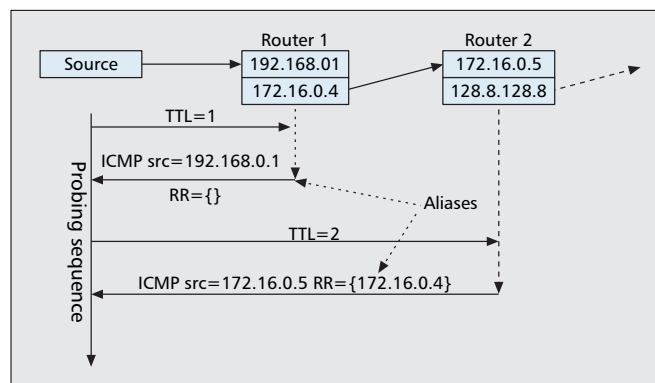 Router 1
Router 2
Source
192.168.01
172.16.0.4
172.16.0.5
128.8.128.8
TTL=1
ICMP src=192.168.0.1
RR={}
Aliases
TTL=2
ICMP src=172.16.0.5 RR={172.16.0.4}
Probing sequence